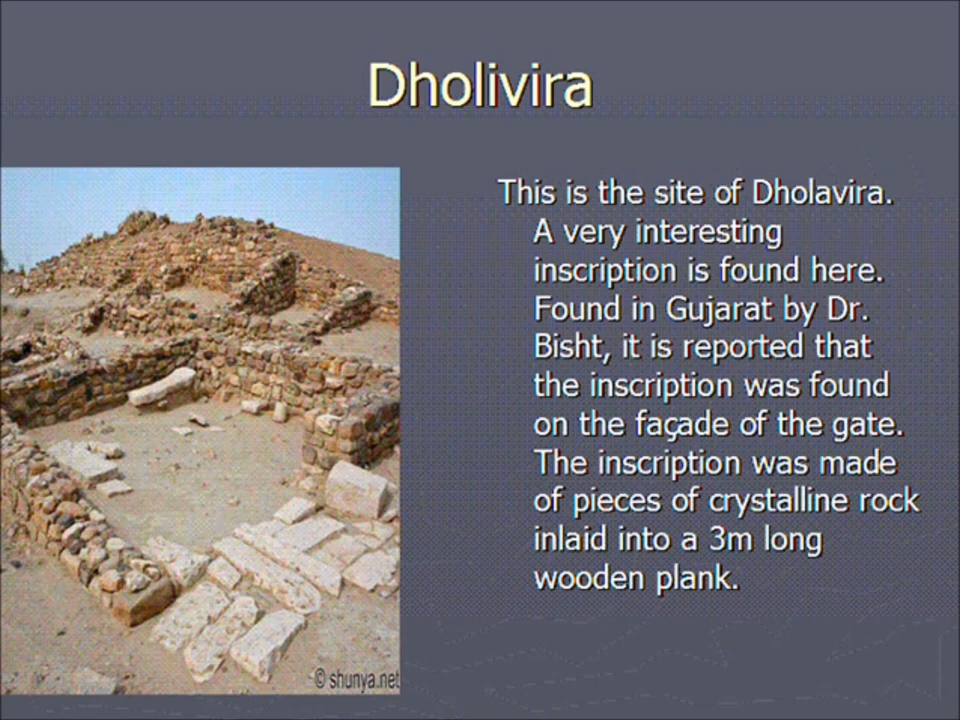 Dholivira
This is the site of Dholavira.
A very interesting
inscription is found here.
Found in Gujarat by Dr.
Bisht, it is reported that
the inscription was found
on the façade of the gate.
The inscription was made
of pieces of crystalline rock
inlaid into a 3m long
wooden plank.
© shunya.net